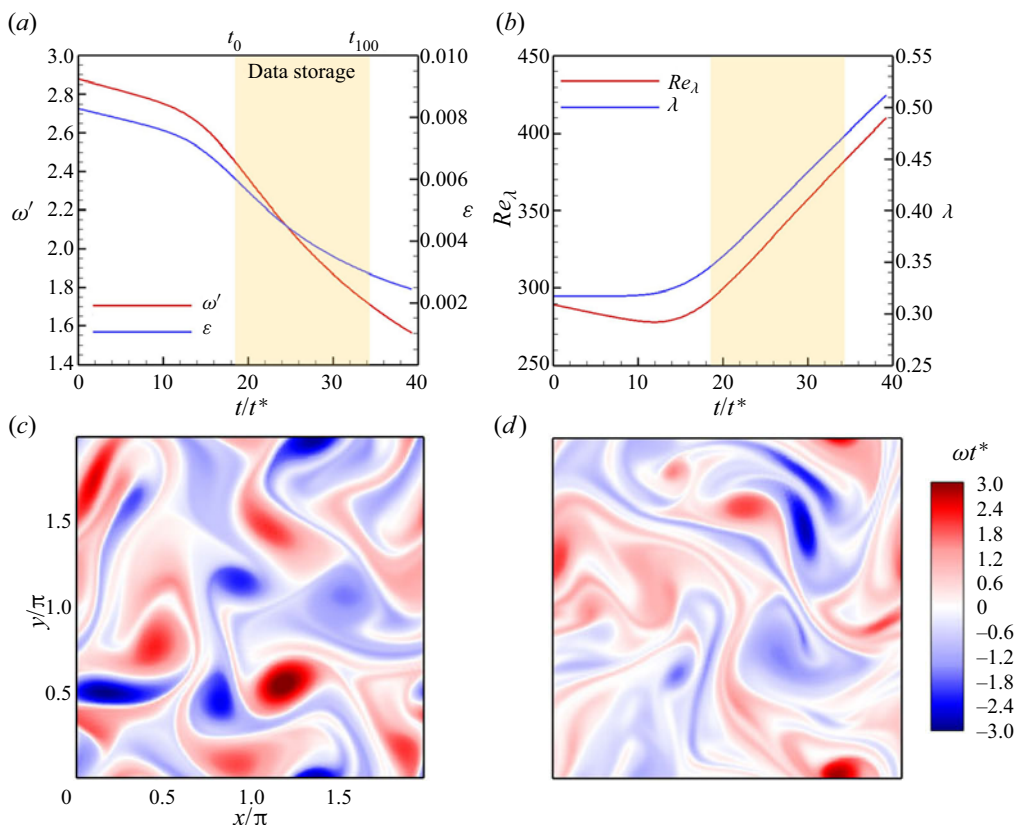 (a)
t0 t100
3.0 0.010
Data storage
2.8
2.6 0.008
2.4
2.2 0.006
ω′ ε
2.0 0.004
1.8
ω′
1.6 0.002
ε
1.4
0 10 20 30 40
t/t*
(b)
450 0.55
Reλ
λ
0.50
400
0.45
350 0.40
Reλ λ
0.35
300
0.30
250 0.25
0 10 20 30 40
t/t*
(c)
1.5
1.0
y/π
0.5
0 0.5 1.0 1.5
x/π
(d)
ωt*
3.0
2.4
1.8
1.2
0.6
0
–0.6
–1.2
–1.8
–2.4
–3.0